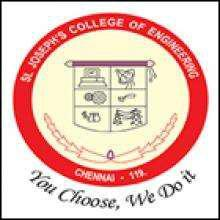 St. JOSEPH'S COLLEGE OF ENGINEERING
CHENNAI - 119.
You Choose, We Do it